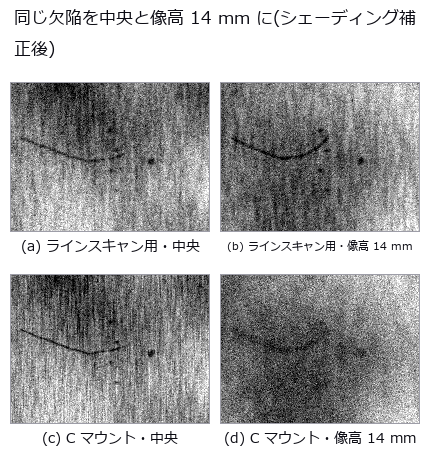 同じ欠陥を中央と像高 14 mm に(シェーディング補
正後)
(a) ラインスキャン用・中央
(b) ラインスキャン用・像高 14 mm
(c) C マウント・中央
(d) C マウント・像高 14 mm